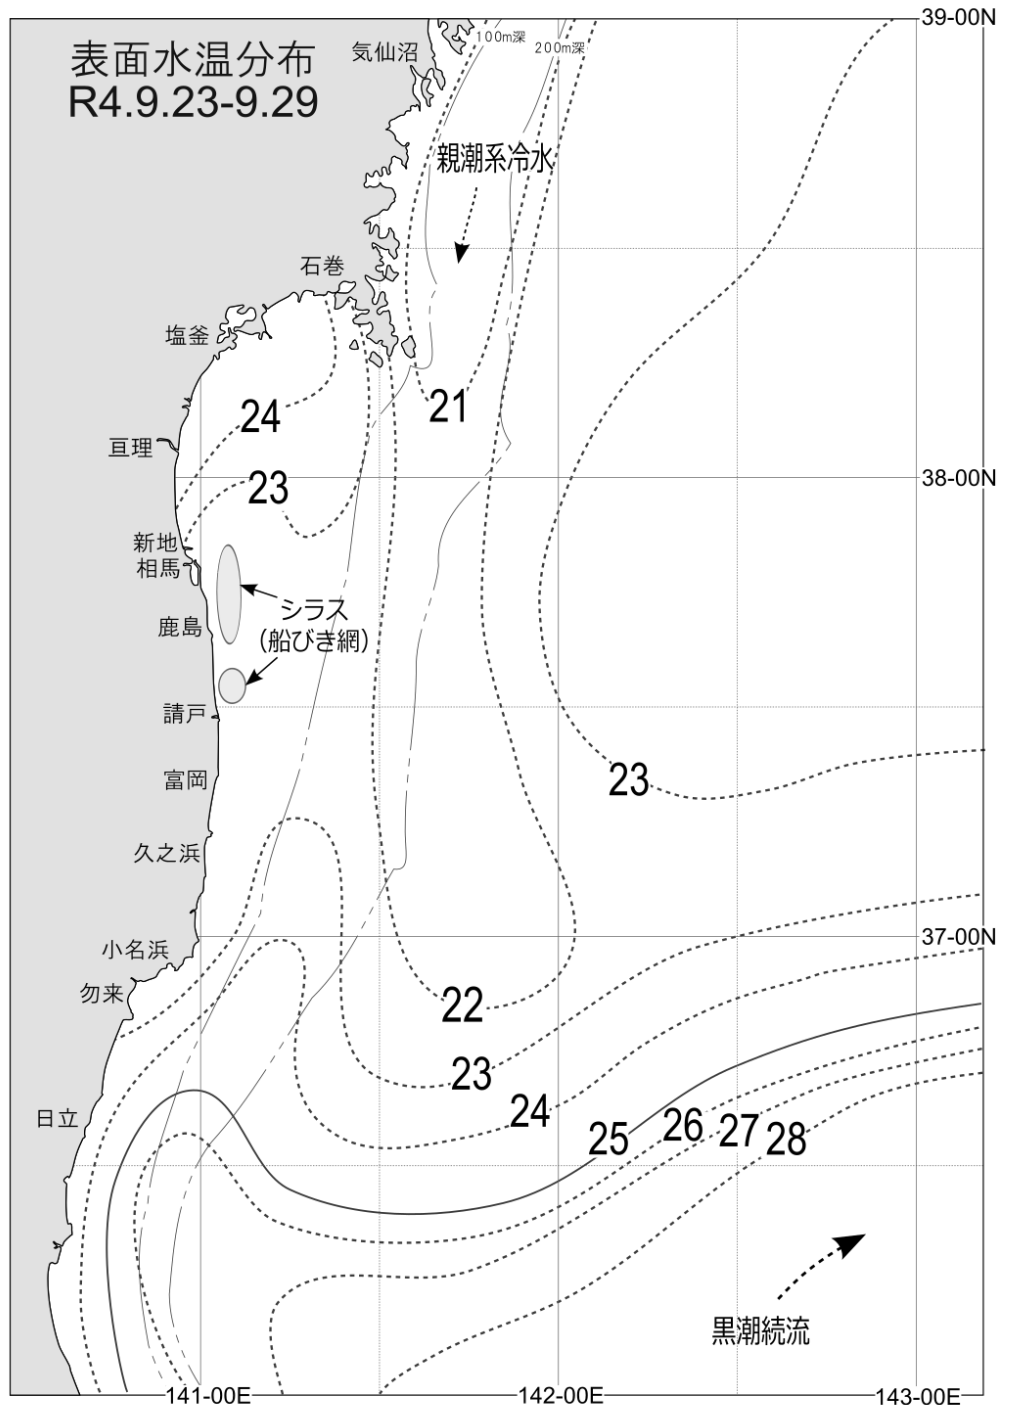 表面水温分布
R4.9.23-9.29
気仙沼
100m深
200m深
39-00N
親潮系冷水
石巻
塩釜
24
21
亘理
23
38-00N
新地
相馬
シラス
(船びき網)
鹿島
請戸
富岡
23
久之浜
小名浜
37-00N
勿来
22
23
24
日立
25
26
27
28
黒潮続流
141-00E
142-00E
143-00E